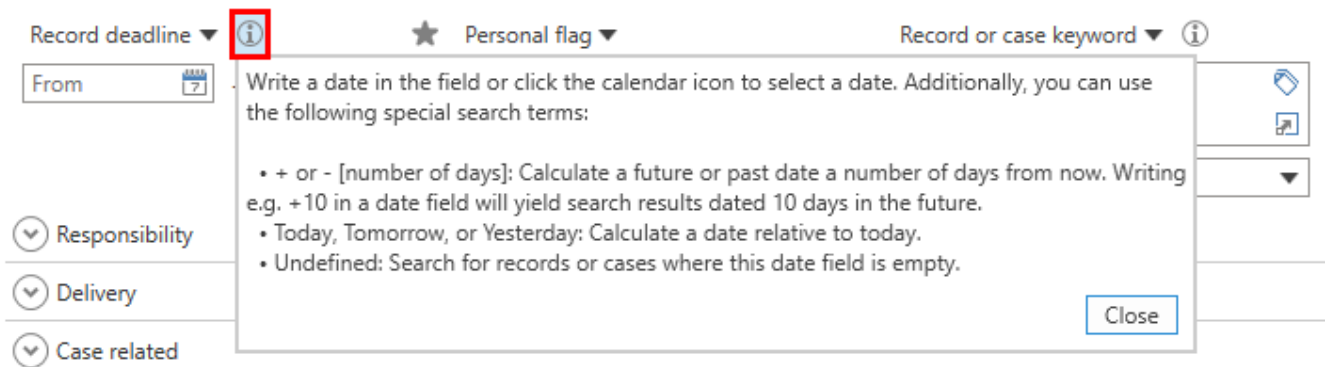 Record deadline
Personal flag
Record or case keyword
From
7
Write a date in the field or click the calendar icon to select a date. Additionally, you can use
the following special search terms:
• + or - [number of days]: Calculate a future or past date a number of days from now. Writing
e.g. +10 in a date field will yield search results dated 10 days in the future.
• Today, Tomorrow, or Yesterday: Calculate a date relative to today.
• Undefined: Search for records or cases where this date field is empty.
Close
Responsibility
Delivery
Case related